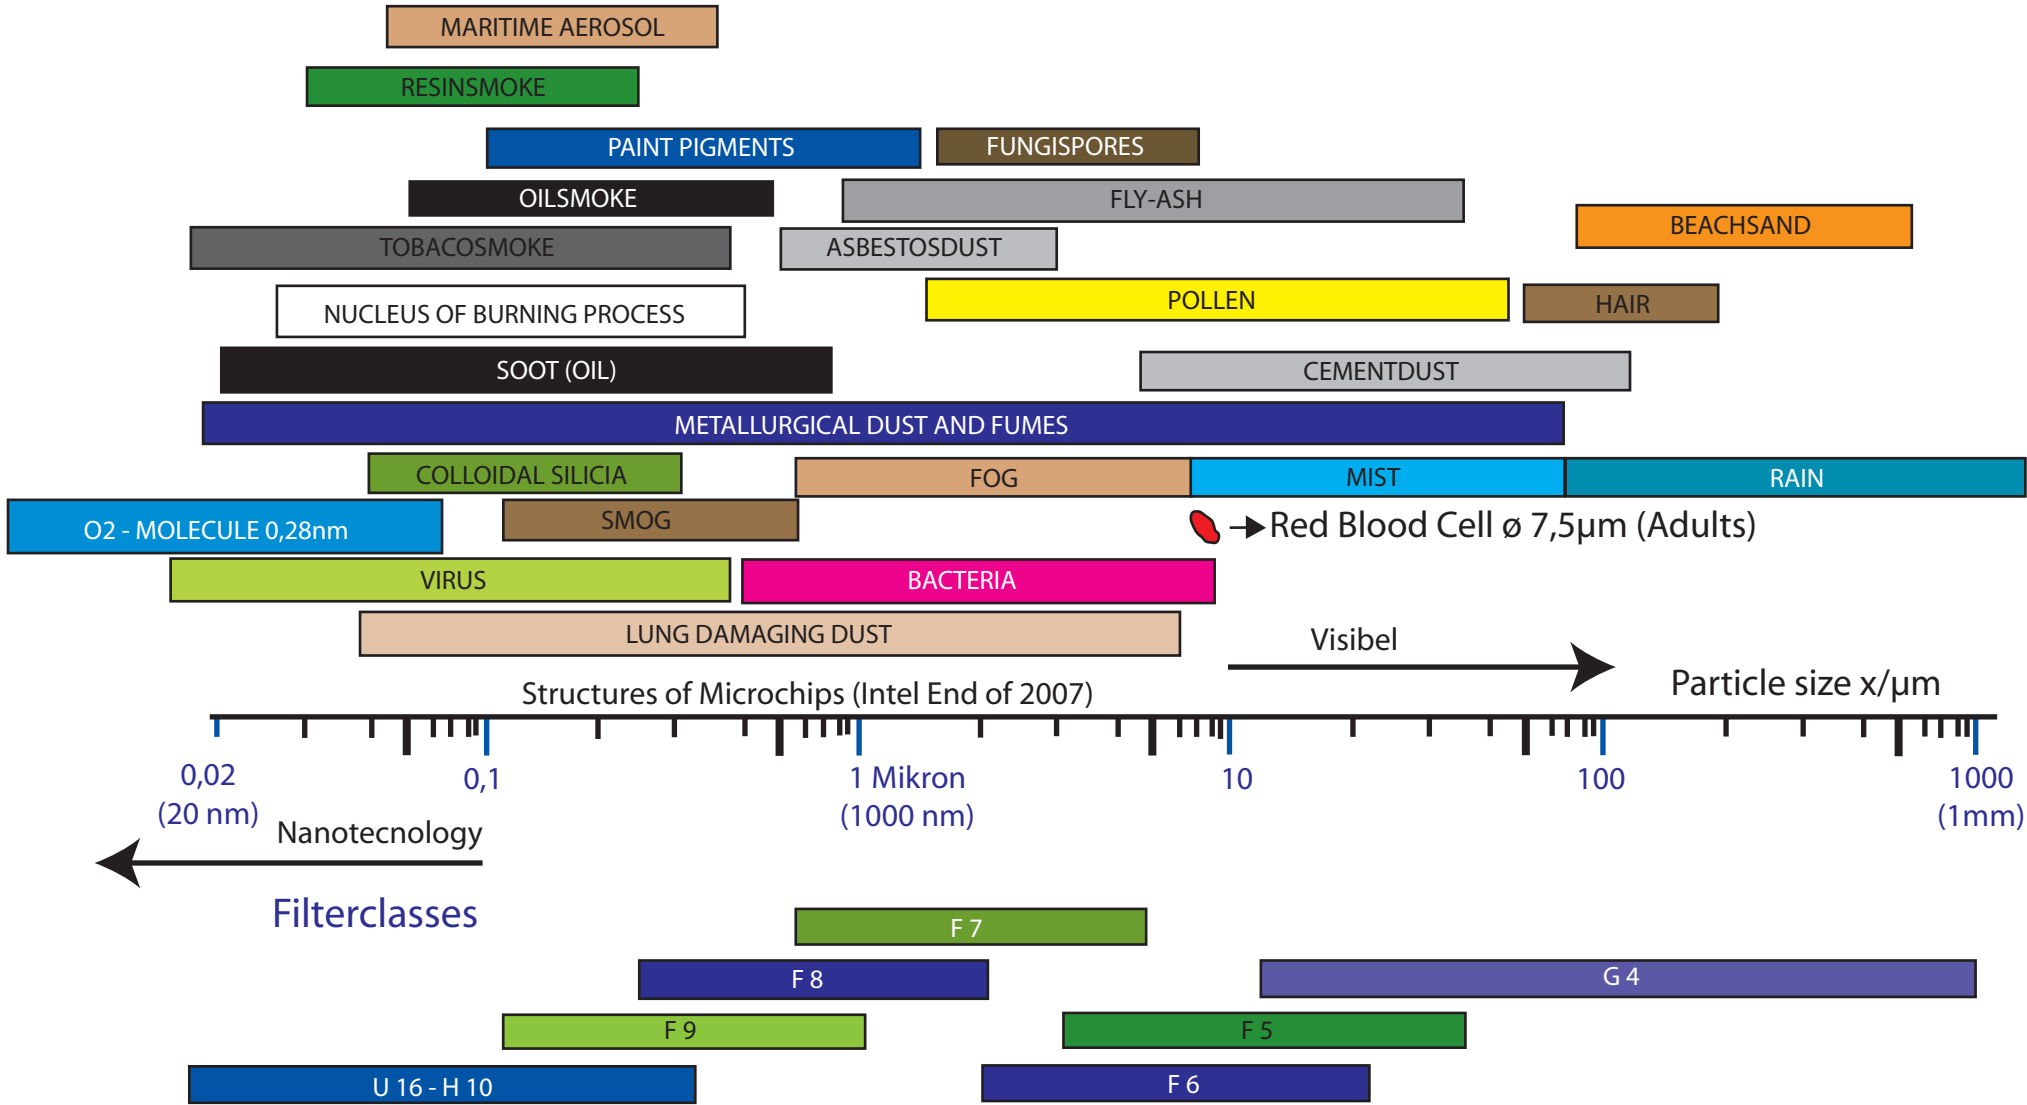 MARITIME AEROSOL
RESINSMOKE
PAINT PIGMENTS
FUNGISPORES
OILSMOKE
FLY-ASH
BEACHSAND
TOBACOSMOKE
ASBESTOSDUST
POLLEN
HAIR
NUCLEUS OF BURNING PROCESS
SOOT (OIL)
CEMENTDUST
METALLURGICAL DUST AND FUMES
COLLOIDAL SILICIA
FOG
MIST
RAIN
O2 - MOLECULE 0,28nm
SMOG
Red Blood Cell ø 7,5µm (Adults)
VIRUS
BACTERIA
LUNG DAMAGING DUST
Visibel
Structures of Microchips (Intel End of 2007)
Particle size x/µm
0,02
(20 nm)
0,1
1 Mikron
(1000 nm)
10
100
1000
(1mm)
Nanotecnology
Filterclasses
F 7
F 8
G 4
F 9
F 5
U 16 - H 10
F 6